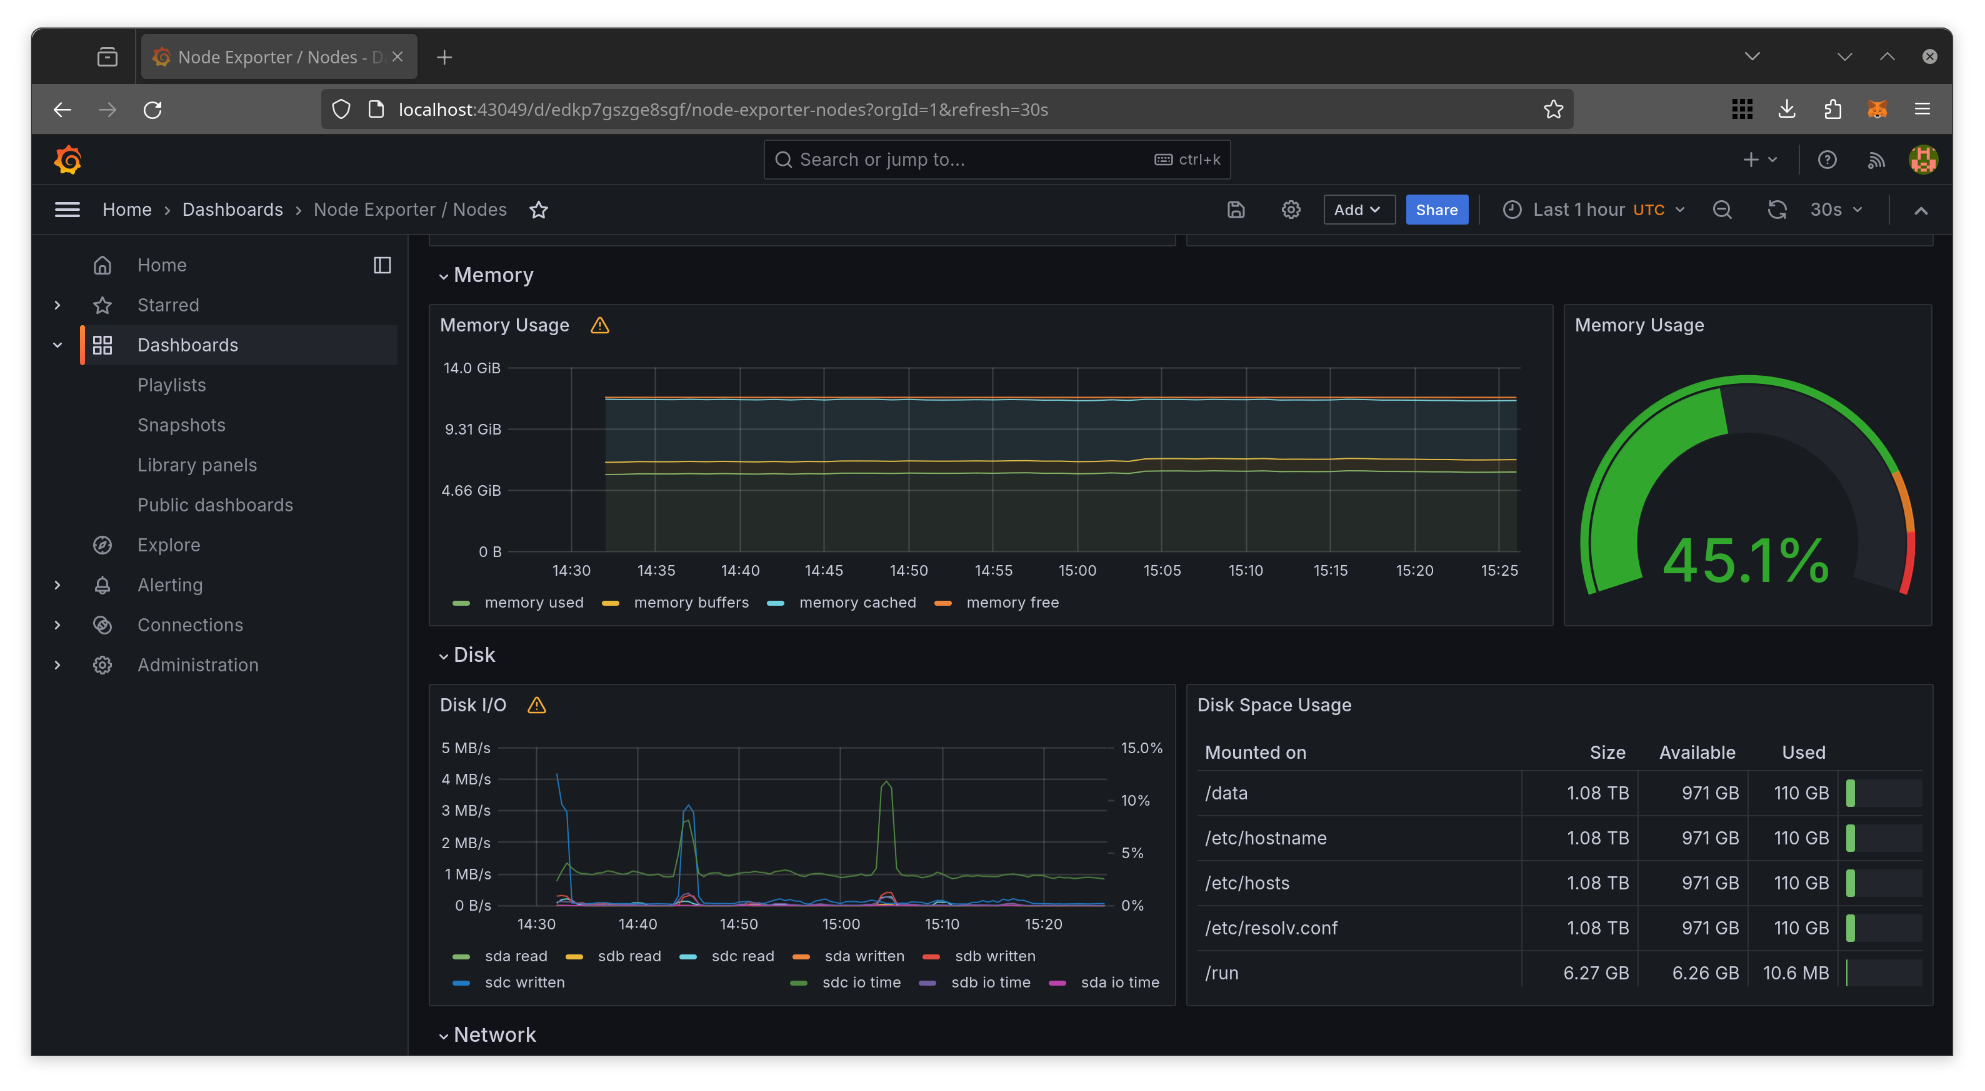 Node Exporter / Nodes - D
localhost:43049/d/edkp7gszge8sgf/node-exporter-nodes?orgId=1&refresh=30s
Search or jump to...
ctrl+k
Home › Dashboards › Node Exporter / Nodes
Add
Share
Last 1 hour UTC
30s
Home
Starred
Dashboards
Playlists
Snapshots
Library panels
Public dashboards
Explore
Alerting
Connections
Administration
Memory
Memory Usage
14.0 GiB
9.31 GiB
4.66 GiB
0 B
14:30 14:35 14:40 14:45 14:50 14:55 15:00 15:05 15:10 15:15 15:20 15:25
memory used memory buffers memory cached memory free
Memory Usage
45.1%
Disk
Disk I/O
5 MB/s
4 MB/s
3 MB/s
2 MB/s
1 MB/s
0 B/s
15.0%
10%
5%
0%
14:30 14:40 14:50 15:00 15:10 15:20
sda read sdb read sdc read sda written sdb written
sdc written sdc io time sdb io time sda io time
Disk Space Usage
Mounted on Size Available Used
/data 1.08 TB 971 GB 110 GB
/etc/hostname 1.08 TB 971 GB 110 GB
/etc/hosts 1.08 TB 971 GB 110 GB
/etc/resolv.conf 1.08 TB 971 GB 110 GB
/run 6.27 GB 6.26 GB 10.6 MB
Network